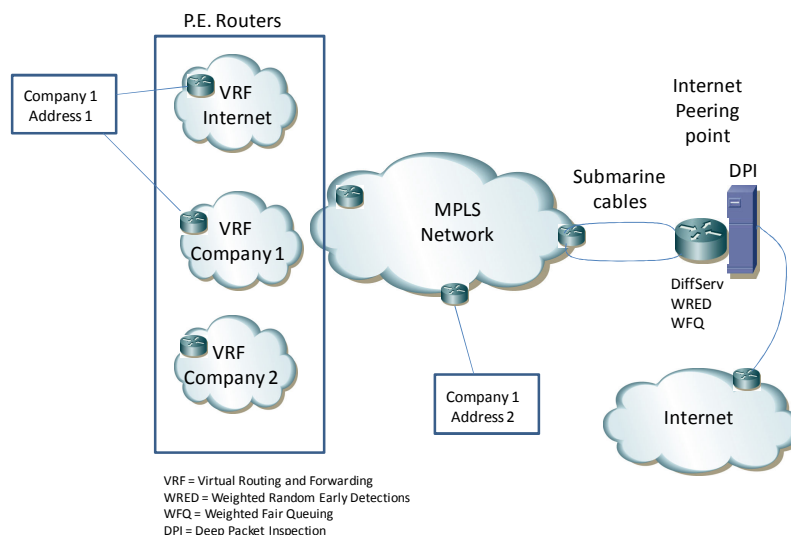 P.E. Routers
Company 1
Address 1
VRF
Internet
VRF
Company 1
VRF
Company 2
MPLS
Network
Company 1
Address 2
Submarine
cables
Internet
Peering
point
DPI
DiffServ
WRED
WFQ
Internet
VRF = Virtual Routing and Forwarding
WRED = Weighted Random Early Detections
WFQ = Weighted Fair Queuing
DPI = Deep Packet Inspection